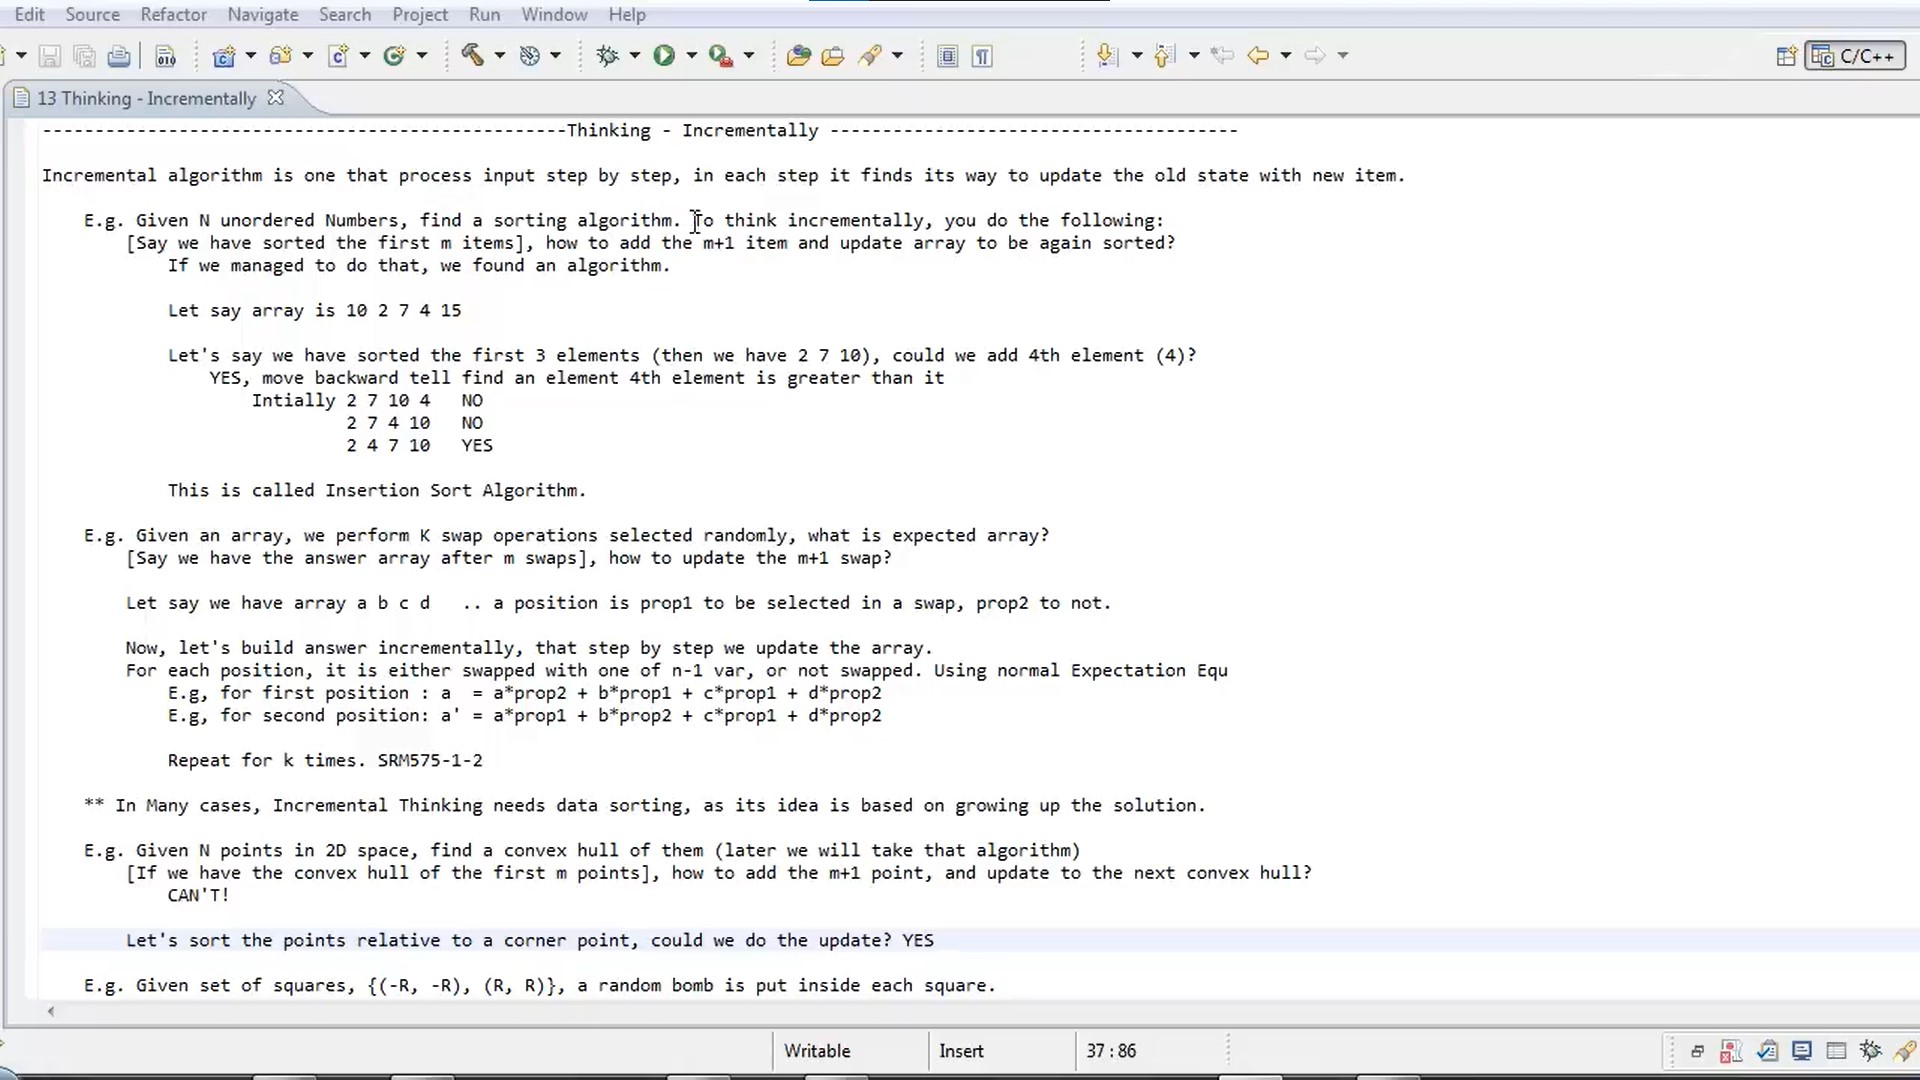 Edit Source Refactor Navigate Search Project Run Window Help
C/C++
13 Thinking - Incrementally
--------------------------------------------------Thinking - Incrementally ---------------------------------------
Incremental algorithm is one that process input step by step, in each step it finds its way to update the old state with new item.
E.g. Given N unordered Numbers, find a sorting algorithm. To think incrementally, you do the following:
[Say we have sorted the first m items], how to add the m+1 item and update array to be again sorted?
If we managed to do that, we found an algorithm.
Let say array is 10 2 7 4 15
Let's say we have sorted the first 3 elements (then we have 2 7 10), could we add 4th element (4)?
YES, move backward tell find an element 4th element is greater than it
Intially 2 7 10 4 NO
2 7 4 10 NO
2 4 7 10 YES
This is called Insertion Sort Algorithm.
E.g. Given an array, we perform K swap operations selected randomly, what is expected array?
[Say we have the answer array after m swaps], how to update the m+1 swap?
Let say we have array a b c d .. a position is prop1 to be selected in a swap, prop2 to not.
Now, let's build answer incrementally, that step by step we update the array.
For each position, it is either swapped with one of n-1 var, or not swapped. Using normal Expectation Equ
E.g, for first position : a = a*prop2 + b*prop1 + c*prop1 + d*prop2
E.g, for second position: a' = a*prop1 + b*prop2 + c*prop1 + d*prop2
Repeat for k times. SRM575-1-2
** In Many cases, Incremental Thinking needs data sorting, as its idea is based on growing up the solution.
E.g. Given N points in 2D space, find a convex hull of them (later we will take that algorithm)
[If we have the convex hull of the first m points], how to add the m+1 point, and update to the next convex hull?
CAN'T!
Let's sort the points relative to a corner point, could we do the update? YES
E.g. Given set of squares, {(-R, -R), (R, R)}, a random bomb is put inside each square.
Writable Insert 37 : 86